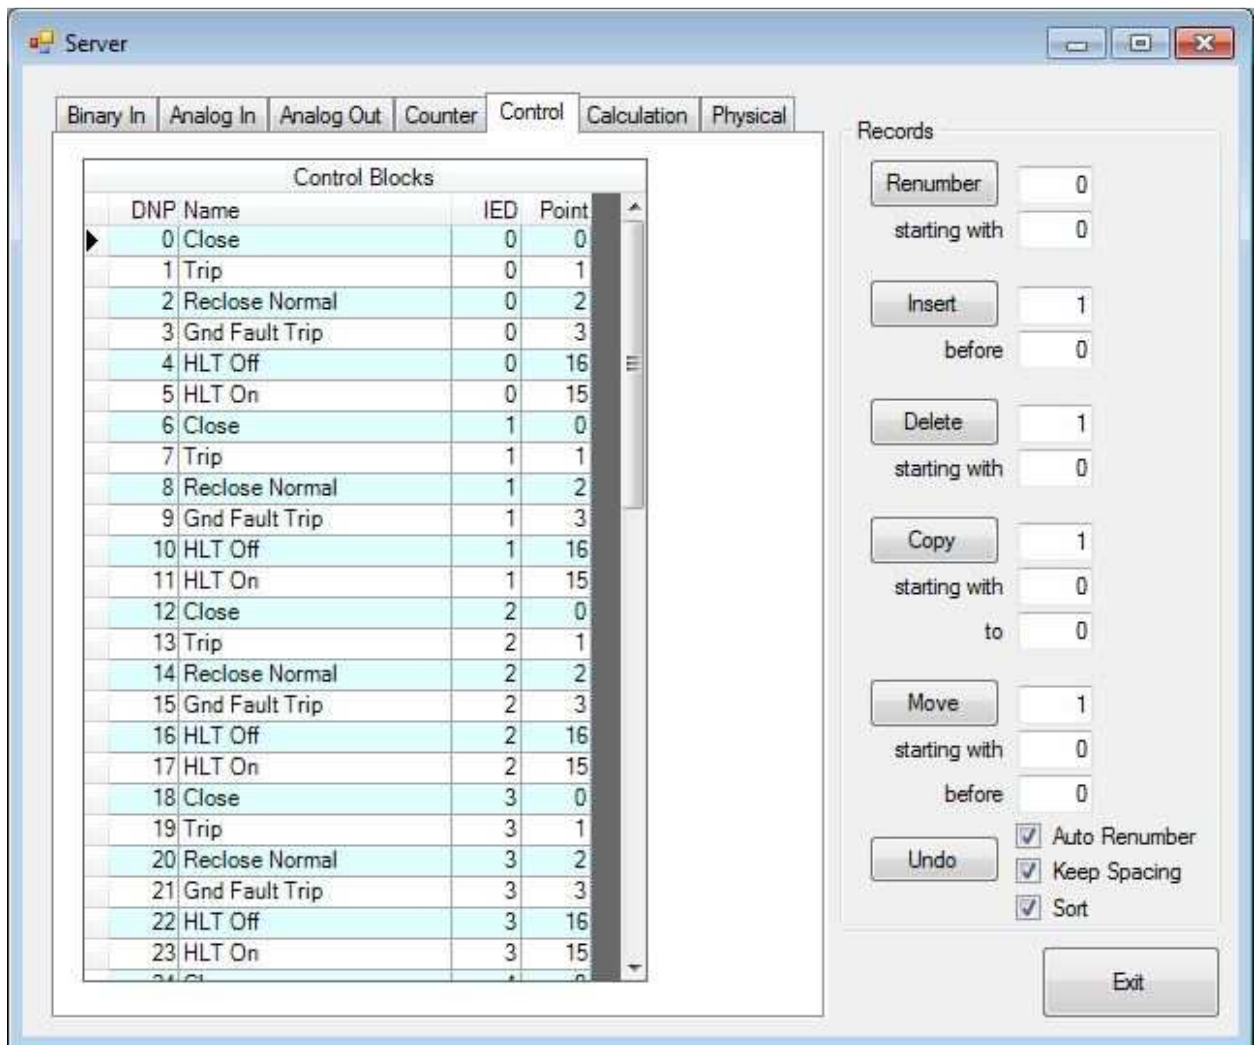 Server
Binary In Analog In Analog Out Counter Control Calculation Physical
Control Blocks
DNP Name IED Point
0 Close 0 0
1 Trip 0 1
2 Reclose Normal 0 2
3 Gnd Fault Trip 0 3
4 HLT Off 0 16
5 HLT On 0 15
6 Close 1 0
7 Trip 1 1
8 Reclose Normal 1 2
9 Gnd Fault Trip 1 3
10 HLT Off 1 16
11 HLT On 1 15
12 Close 2 0
13 Trip 2 1
14 Reclose Normal 2 2
15 Gnd Fault Trip 2 3
16 HLT Off 2 16
17 HLT On 2 15
18 Close 3 0
19 Trip 3 1
20 Reclose Normal 3 2
21 Gnd Fault Trip 3 3
22 HLT Off 3 16
23 HLT On 3 15
Records
Renumber 0
starting with 0
Insert 1
before 0
Delete 1
starting with 0
Copy 1
starting with 0
to 0
Move 1
starting with 0
before 0
Undo
Auto Renumber
Keep Spacing
Sort
Exit